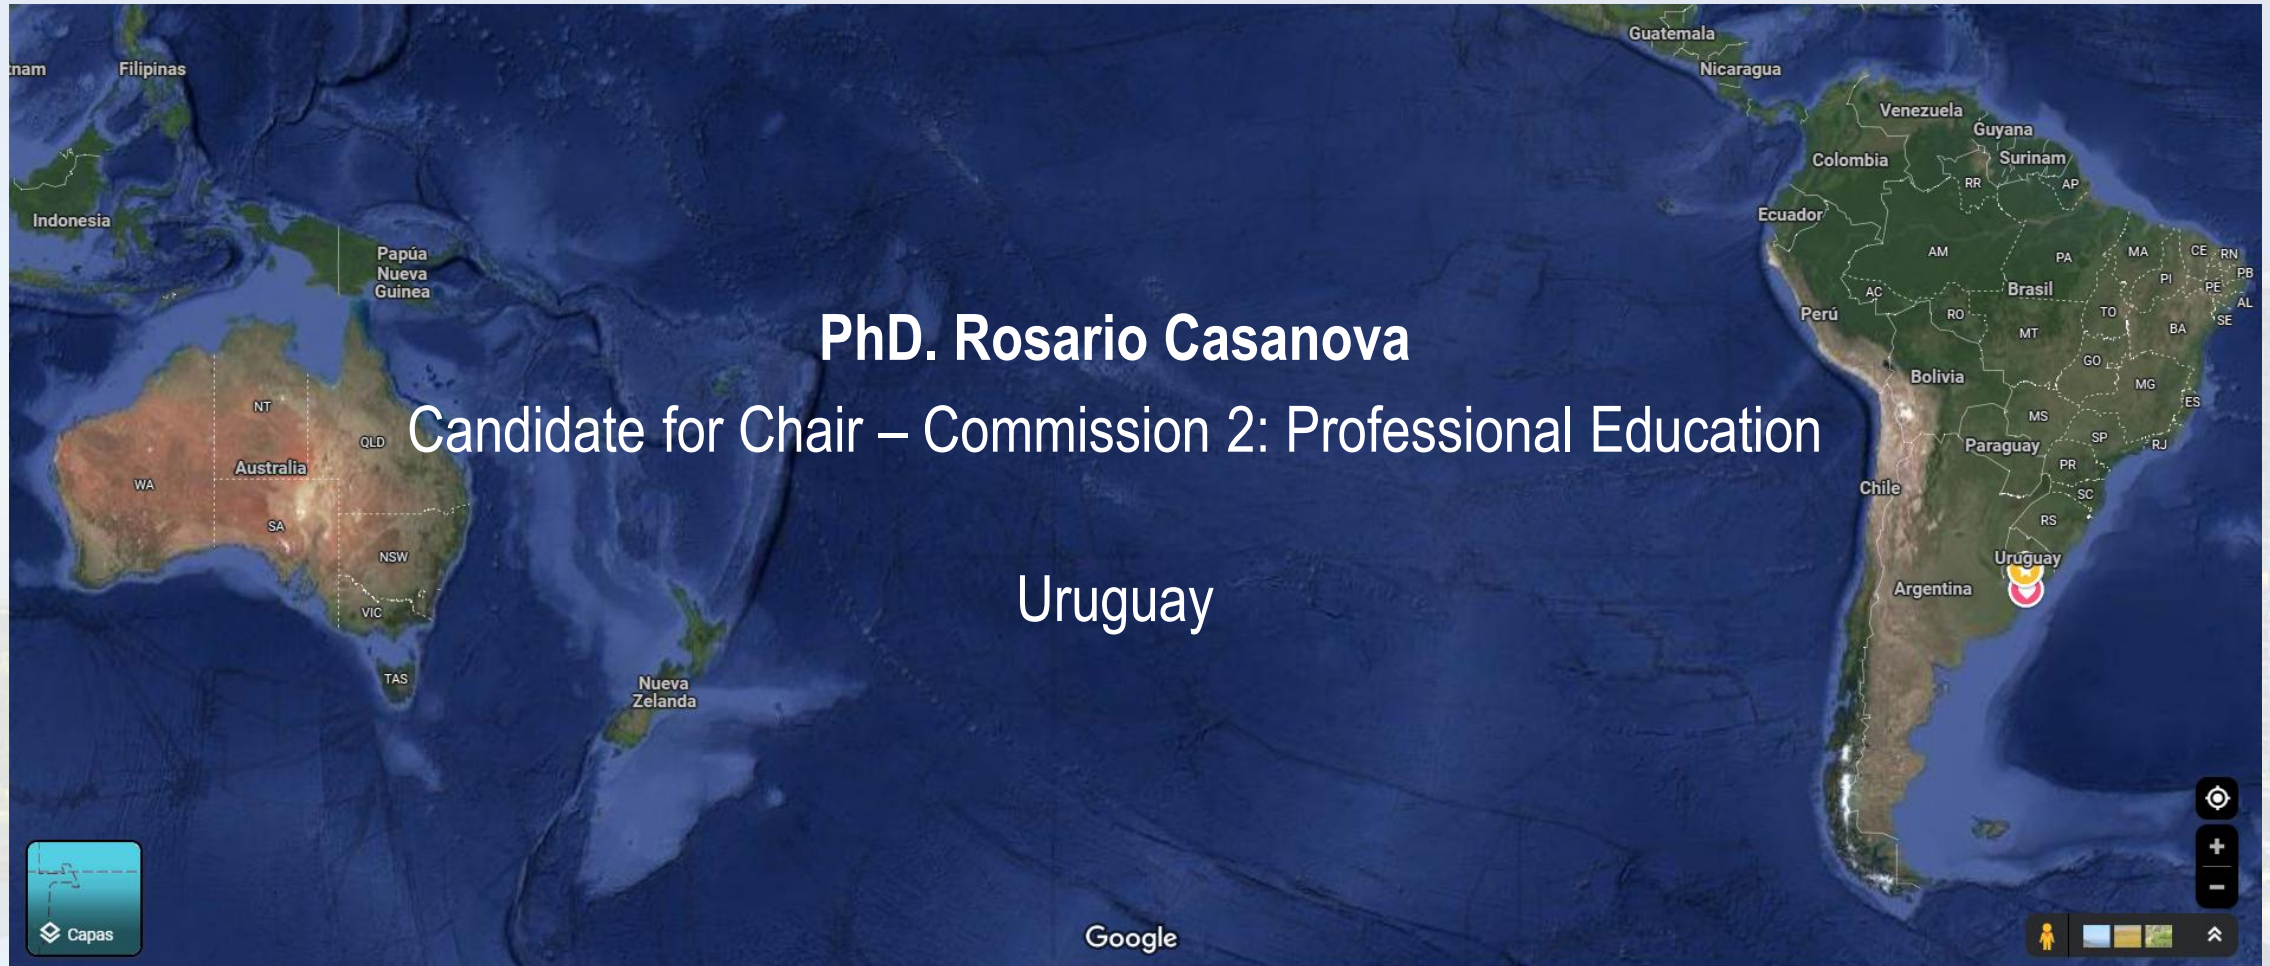 Guatemala
Nicaragua
tnam
Filipinas
Venezuela
Guyana
Surinam
Colombia
RR
AP
Ecuador
Indonesia
Papúa
Nueva
Guinea
AM
PA
MA
CE
RN
PB
PI
PE
AL
Brasil
AC
Perú
RO
TO
SE
BA
MT
PhD. Rosario Casanova
GO
Bolivia
MG
ES
NT
MS
QLD
Candidate for Chair – Commission 2: Professional Education
SP
RJ
Paraguay
PR
Australia
WA
Chile
SC
SA
RS
NSW
Uruguay
Argentina
VIC
Uruguay
TAS
Nueva
Zelanda
Capas
Google